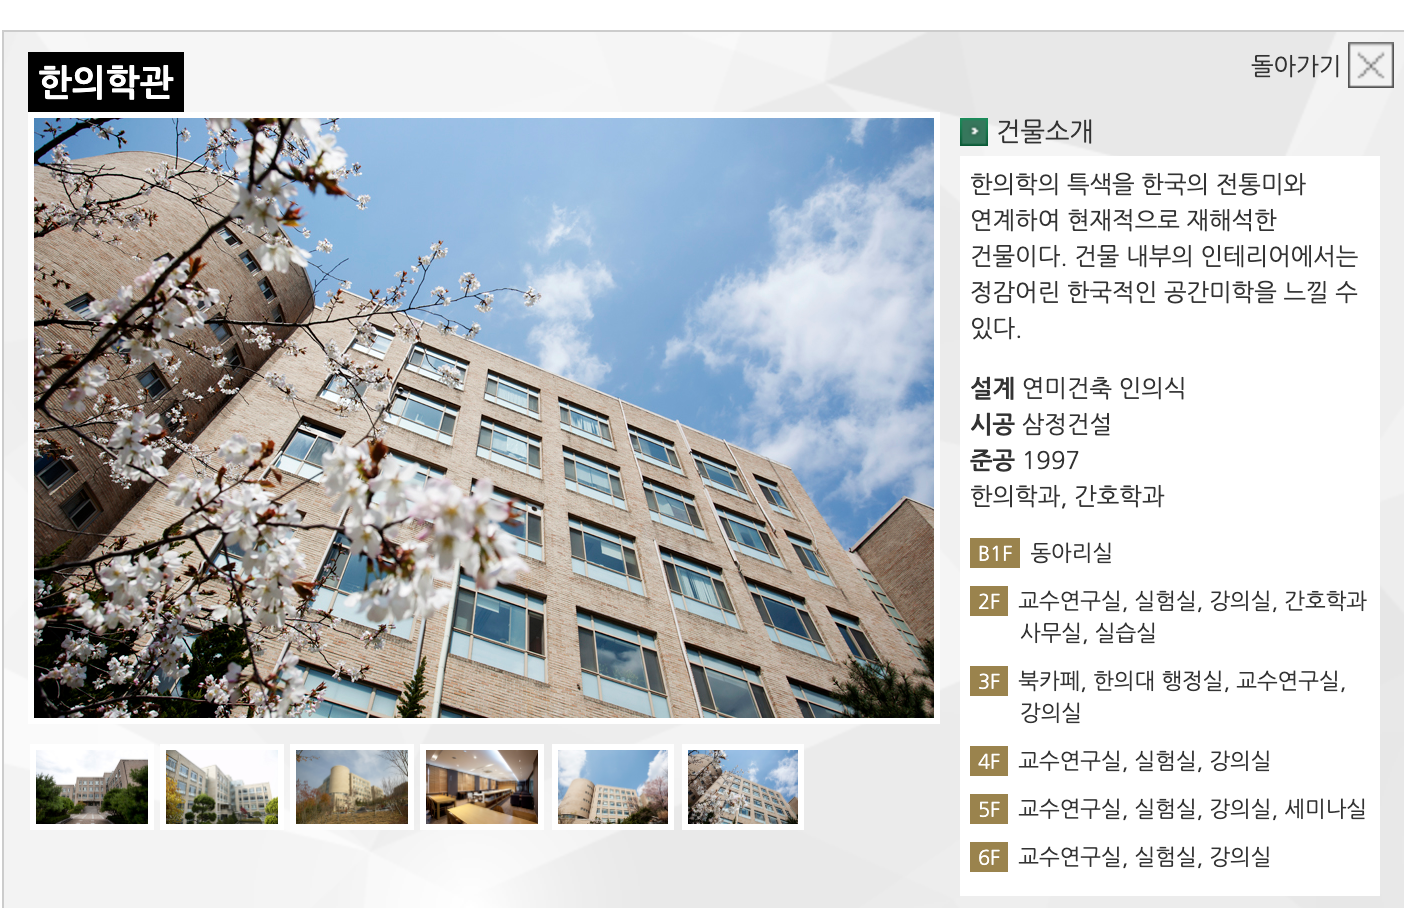 한의학관
돌아가기
건물소개
한의학의 특색을 한국의 전통미와
연계하여 현재적으로 재해석한
건물이다. 건물 내부의 인테리어에서는
정감어린 한국적인 공간미학을 느낄 수
있다.
설계 연미건축 인의식
시공 삼정건설
준공 1997
한의학과, 간호학과
B1F 동아리실
2F 교수연구실, 실험실, 강의실, 간호학과
사무실, 실습실
3F 북카페, 한의대 행정실, 교수연구실,
강의실
4F 교수연구실, 실험실, 강의실
5F 교수연구실, 실험실, 강의실, 세미나실
6F 교수연구실, 실험실, 강의실